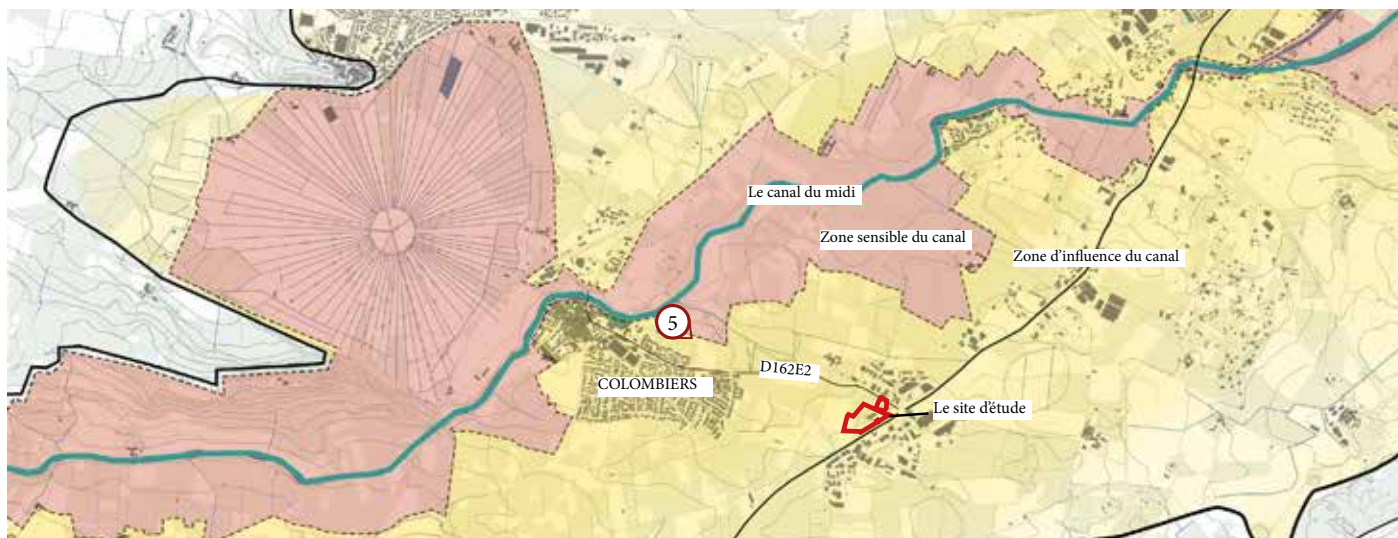 Le canal du midi
Zone sensible du canal
Zone d'influence du canal
5
D162E2
COLOMBIERS
Le site d'étude